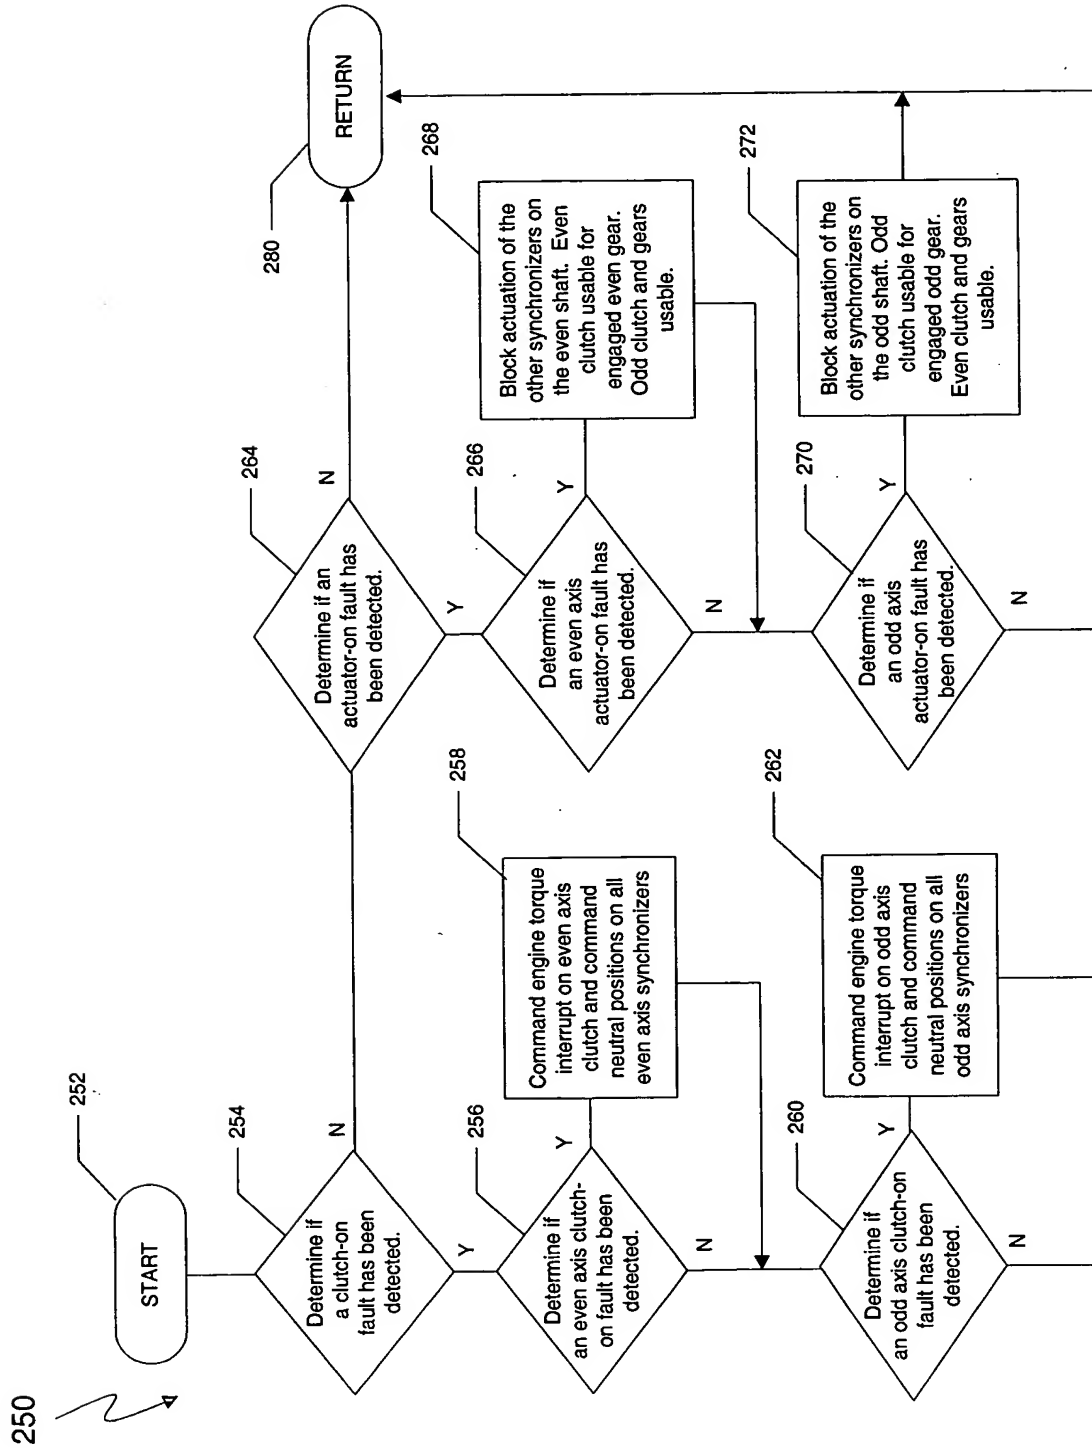 250
START
252
Determine if
a clutch-on
fault has been
detected.
254
N
Y
Determine if
an even axis clutch-
on fault has been
detected.
256
Y
N
Command engine torque
interrupt on even axis
clutch and command
neutral positions on all
even axis synchronizers
258
Determine if
an odd axis clutch-on
fault has been
detected.
260
Y
N
Command engine torque
interrupt on odd axis
clutch and command
neutral positions on all
odd axis synchronizers
262
Determine if an
actuator-on fault has
been detected.
264
N
Y
RETURN
280
Determine if
an even axis
actuator-on fault has
been detected.
266
Y
N
Block actuation of the
other synchronizers on
the even shaft. Even
clutch usable for
engaged even gear.
Odd clutch and gears
usable.
268
Determine if
an odd axis
actuator-on fault has
been detected.
270
Y
N
Block actuation of the
other synchronizers on
the odd shaft. Odd
clutch usable for
engaged odd gear.
Even clutch and gears
usable.
272